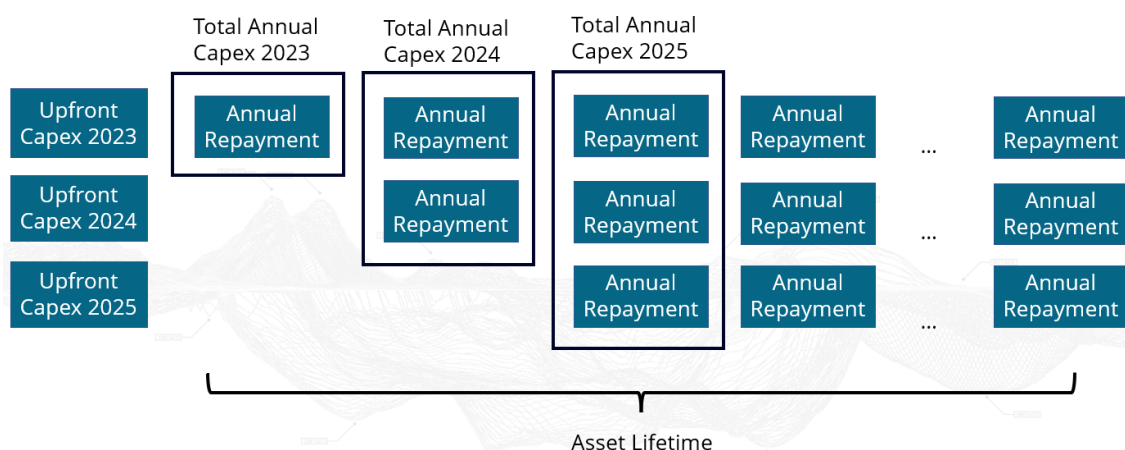 Total Annual
Capex 2023
Total Annual
Capex 2024
Total Annual
Capex 2025
Upfront
Capex 2023
Annual
Repayment
Annual
Repayment
Annual
Repayment
Annual
Repayment
...
Annual
Repayment
Upfront
Capex 2024
Annual
Repayment
Annual
Repayment
Annual
Repayment
...
Annual
Repayment
Upfront
Capex 2025
Annual
Repayment
Annual
Repayment
...
Annual
Repayment
Asset Lifetime